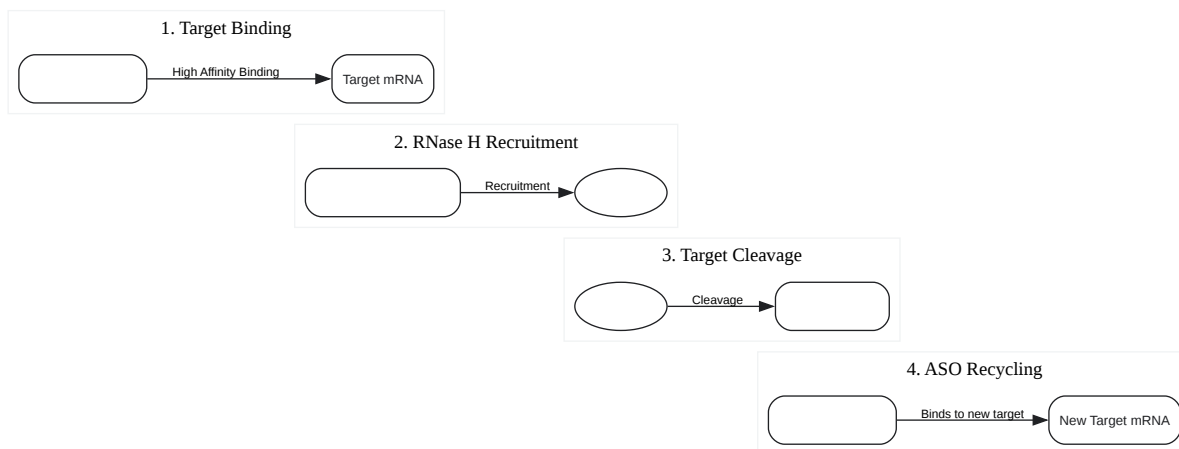 1. Target Binding
High Affinity Binding
Target mRNA
2. RNase H Recruitment
Recruitment
3. Target Cleavage
Cleavage
4. ASO Recycling
Binds to new target
New Target mRNA